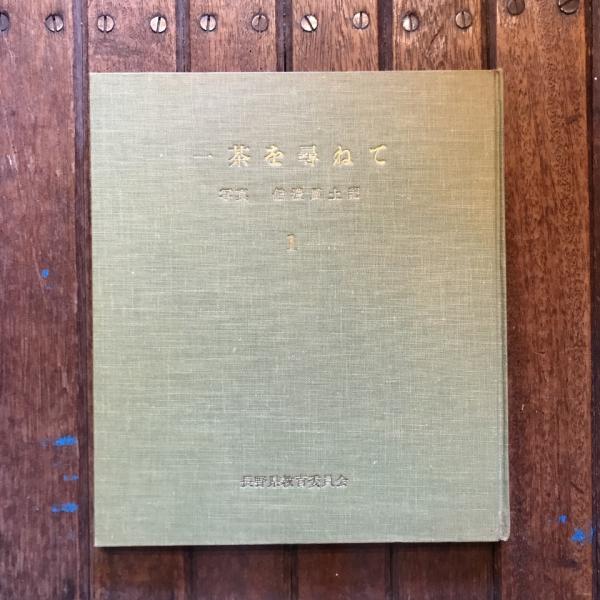 一茶を尋ねて
写真 信濃風土記
1
長野県教育委員会